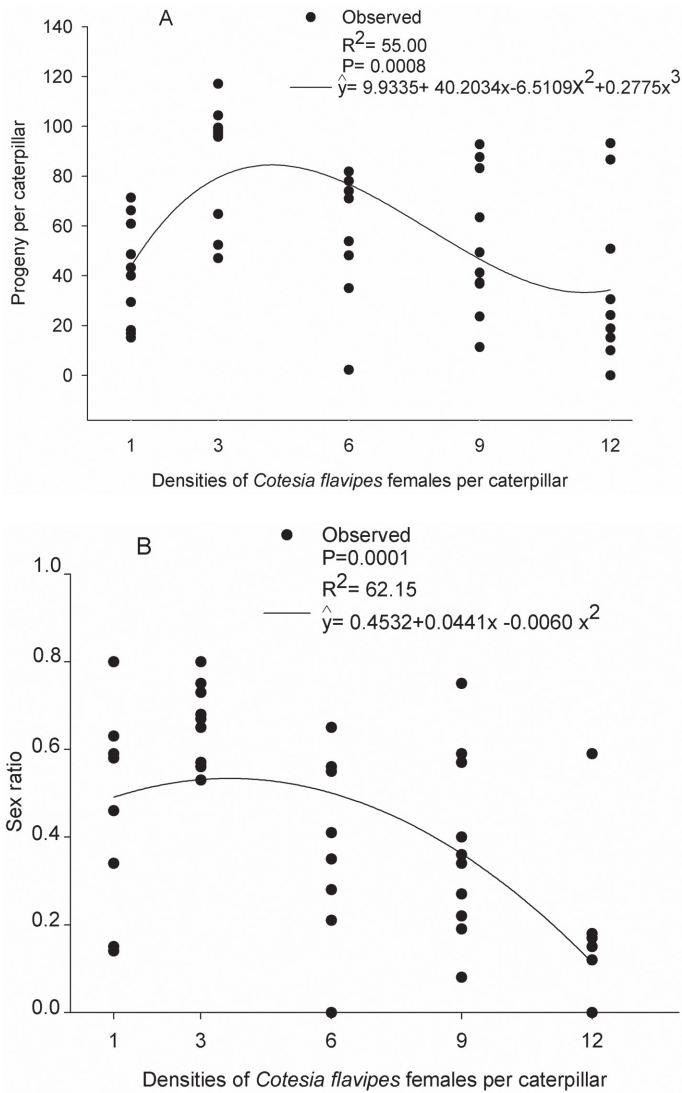 A
Observed
R2= 55.00
P= 0.0008
ŷ= 9.9335+ 40.2034x-6.5109X2+0.2775x3
140
120
100
80
60
40
20
0
Progeny per caterpillar
1 3 6 9 12
Densities of Cotesia flavipes females per caterpillar
B
Observed
P=0.0001
R2= 62.15
ŷ= 0.4532+0.0441x -0.0060 x2
1.0
0.8
0.6
0.4
0.2
0.0
Sex ratio
1 3 6 9 12
Densities of Cotesia flavipes females per caterpillar